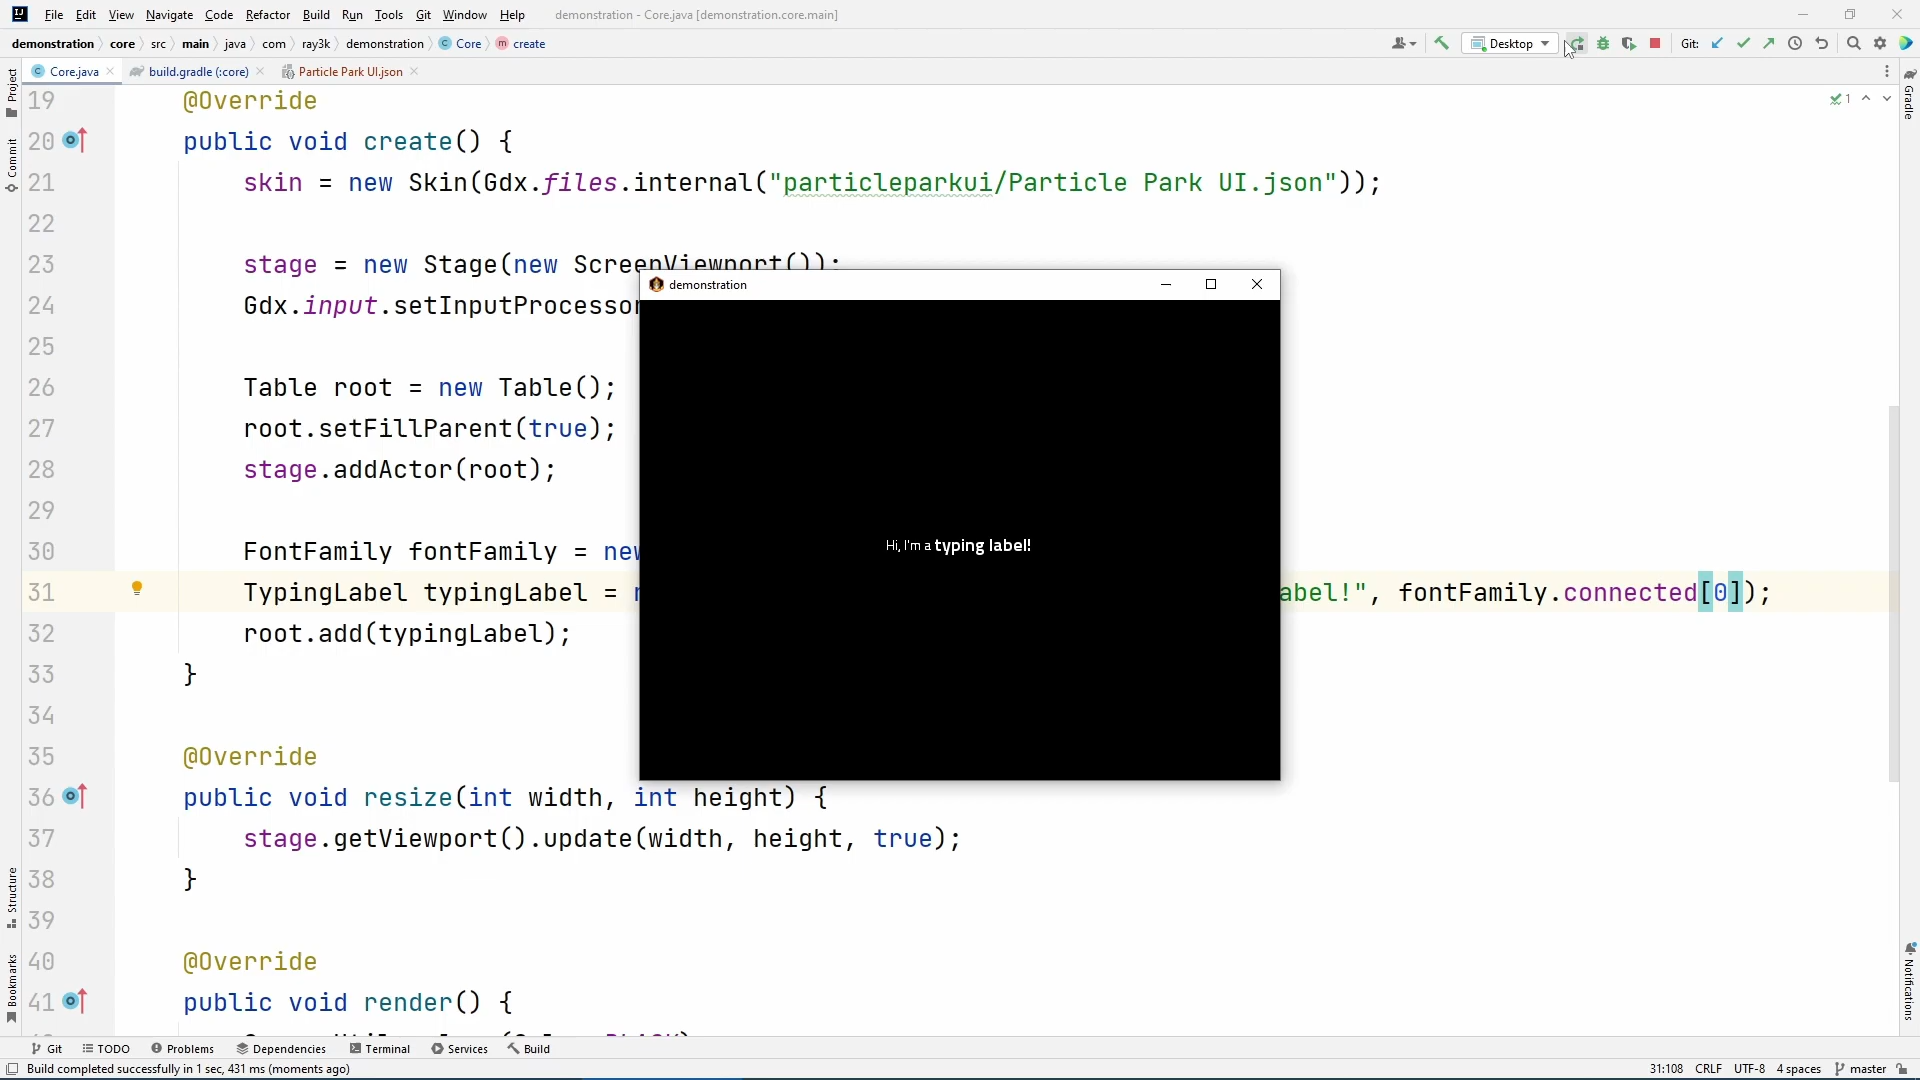 File Edit View Navigate Code Refactor Build Run Tools Git Window Help demonstration - Core.java [demonstration.core.main]
demonstration core src main java com ray3k demonstration Core create Desktop Git:
Core.java build.gradle (:core) Particle Park UI.json
Project
Commit
Structure
Bookmarks
Gradle
Notifications
1
19 @Override
20 public void create() {
21 skin = new Skin(Gdx.files.internal("particleparkui/Particle Park UI.json"));
22
23 stage = new Stage(new ScreenViewport());
24 Gdx.input.setInputProcessor
25
26 Table root = new Table();
27 root.setFillParent(true);
28 stage.addActor(root);
29
30 FontFamily fontFamily = new
31 TypingLabel typingLabel = abel!", fontFamily.connected[0]);
32 root.add(typingLabel);
33 }
34
35 @Override
36 public void resize(int width, int height) {
37 stage.getViewport().update(width, height, true);
38 }
39
40 @Override
41 public void render() {
demonstration
Hi, I'm a typing label!
Git TODO Problems Dependencies Terminal Services Build
Build completed successfully in 1 sec, 431 ms (moments ago) 31:108 CRLF UTF-8 4 spaces master